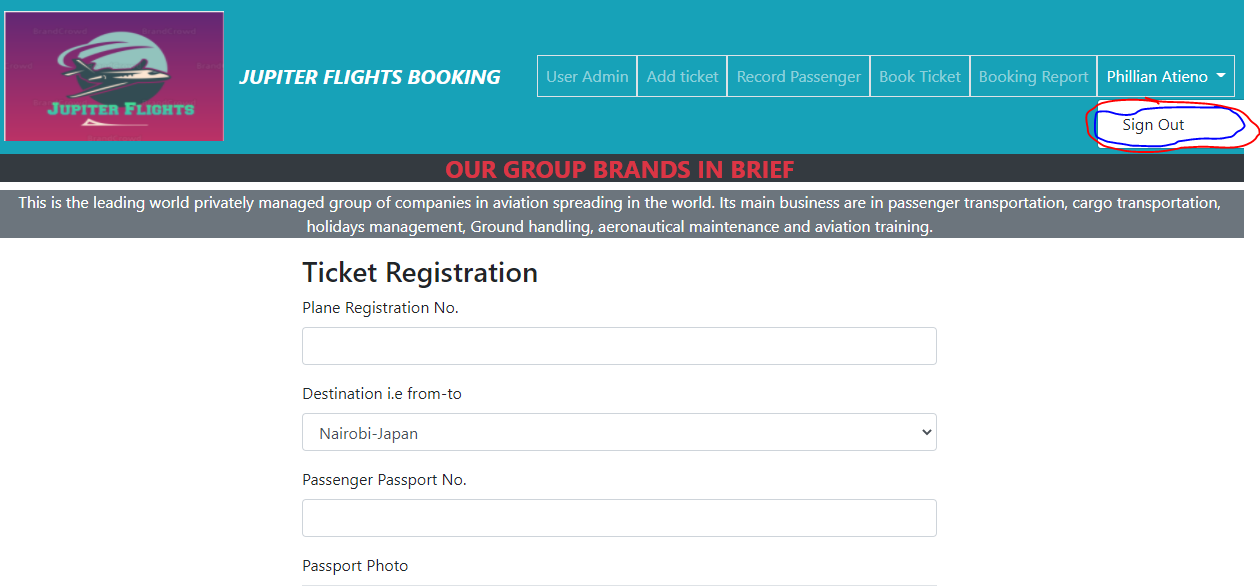 JUPITER FLIGHTS
JUPITER FLIGHTS BOOKING
User Admin
Add ticket
Record Passenger
Book Ticket
Booking Report
Phillian Atieno
Sign Out
OUR GROUP BRANDS IN BRIEF
This is the leading world privately managed group of companies in aviation spreading in the world. Its main business are in passenger transportation, cargo transportation,
holidays management, Ground handling, aeronautical maintenance and aviation training.
Ticket Registration
Plane Registration No.
Destination i.e from-to
Nairobi-Japan
Passenger Passport No.
Passport Photo